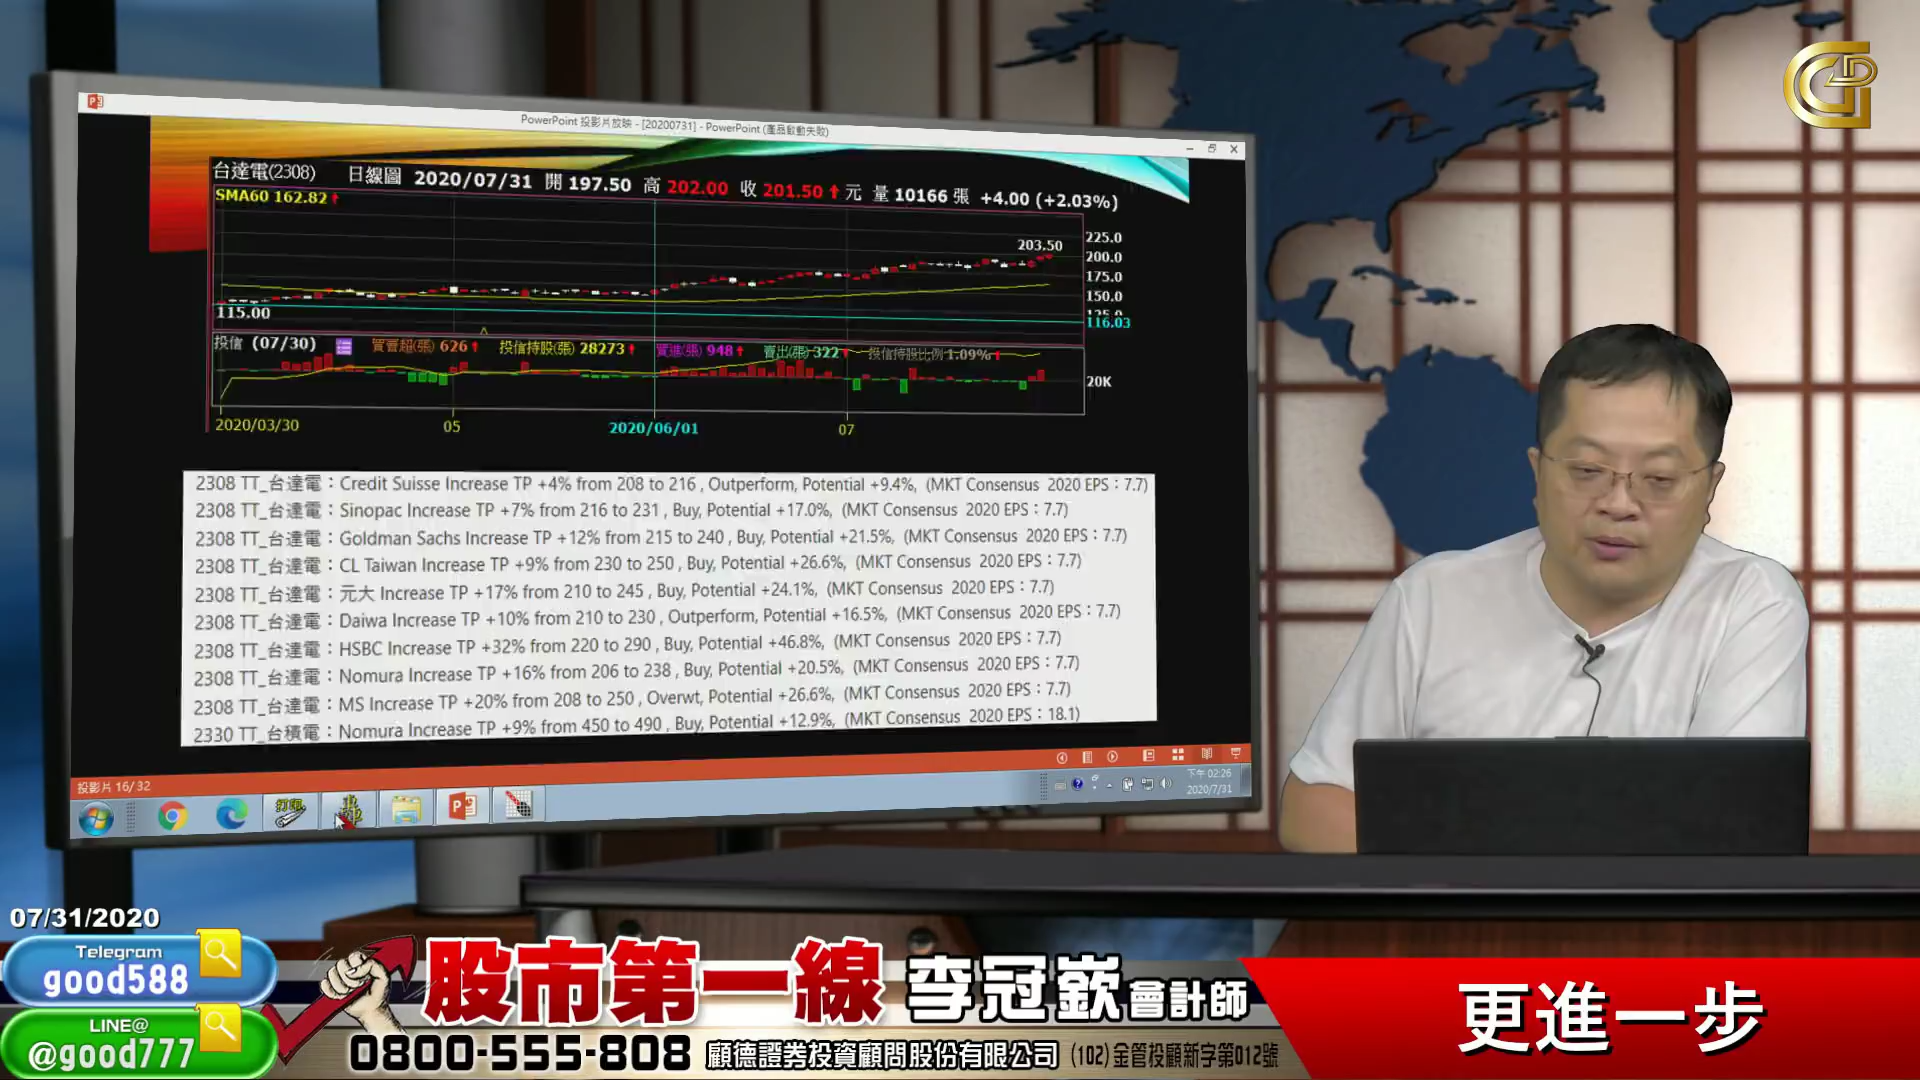 PowerPoint 投影片放映 - [20200731] - PowerPoint (產品啟動失敗)
台達電(2308) 日線圖 2020/07/31 開 197.50 高 202.00 收 201.50 ↑ 元 量 10166 張 +4.00 (+2.03%)
SMA60 162.82 ↑
203.50
225.0
200.0
175.0
150.0
125.0
116.03
115.00
投信 (07/30) 買賣超(張) 626 ↑ 投信持股(張) 28273 ↑ 買進(張) 948 ↑ 賣出(張) 322 ↑ 投信持股比例 1.09% ↑
20K
2020/03/30 05 2020/06/01 07
2308 TT_台達電：Credit Suisse Increase TP +4% from 208 to 216 , Outperform, Potential +9.4%, (MKT Consensus 2020 EPS：7.7)
2308 TT_台達電：Sinopac Increase TP +7% from 216 to 231 , Buy, Potential +17.0%, (MKT Consensus 2020 EPS：7.7)
2308 TT_台達電：Goldman Sachs Increase TP +12% from 215 to 240 , Buy, Potential +21.5%, (MKT Consensus 2020 EPS：7.7)
2308 TT_台達電：CL Taiwan Increase TP +9% from 230 to 250 , Buy, Potential +26.6%, (MKT Consensus 2020 EPS：7.7)
2308 TT_台達電：元大 Increase TP +17% from 210 to 245 , Buy, Potential +24.1%, (MKT Consensus 2020 EPS：7.7)
2308 TT_台達電：Daiwa Increase TP +10% from 210 to 230 , Outperform, Potential +16.5%, (MKT Consensus 2020 EPS：7.7)
2308 TT_台達電：HSBC Increase TP +32% from 220 to 290 , Buy, Potential +46.8%, (MKT Consensus 2020 EPS：7.7)
2308 TT_台達電：Nomura Increase TP +16% from 206 to 238 , Buy, Potential +20.5%, (MKT Consensus 2020 EPS：7.7)
2308 TT_台達電：MS Increase TP +20% from 208 to 250 , Overwt, Potential +26.6%, (MKT Consensus 2020 EPS：7.7)
2330 TT_台積電：Nomura Increase TP +9% from 450 to 490 , Buy, Potential +12.9%, (MKT Consensus 2020 EPS：18.1)
投影片 16/32
下午 02:26
2020/7/31
07/31/2020
Telegram
good588
LINE@
@good777
股市第一線 李冠嶔 會計師
0800-555-808 顧德證券投資顧問股份有限公司 (102)金管投顧新字第012號
更進一步